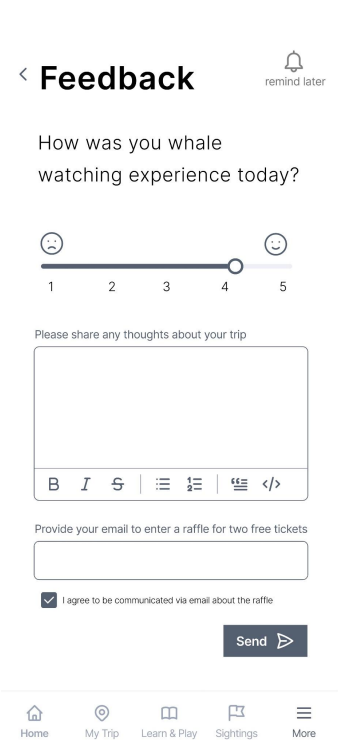 Feedback
remind later
How was you whale
watching experience today?
1 2 3 4 5
Please share any thoughts about your trip
B I S
Provide your email to enter a raffle for two free tickets
I agree to be communicated via email about the raffle
Send
Home My Trip Learn & Play Sightings More